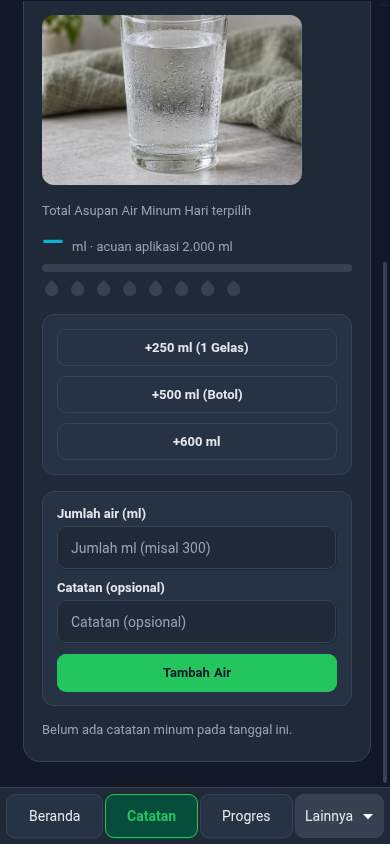 Total Asupan Air Minum Hari terpilih
— ml · acuan aplikasi 2.000 ml
+250 ml (1 Gelas)
+500 ml (Botol)
+600 ml
Jumlah air (ml)
Jumlah ml (misal 300)
Catatan (opsional)
Catatan (opsional)
Tambah Air
Belum ada catatan minum pada tanggal ini.
Beranda
Catatan
Progres
Lainnya